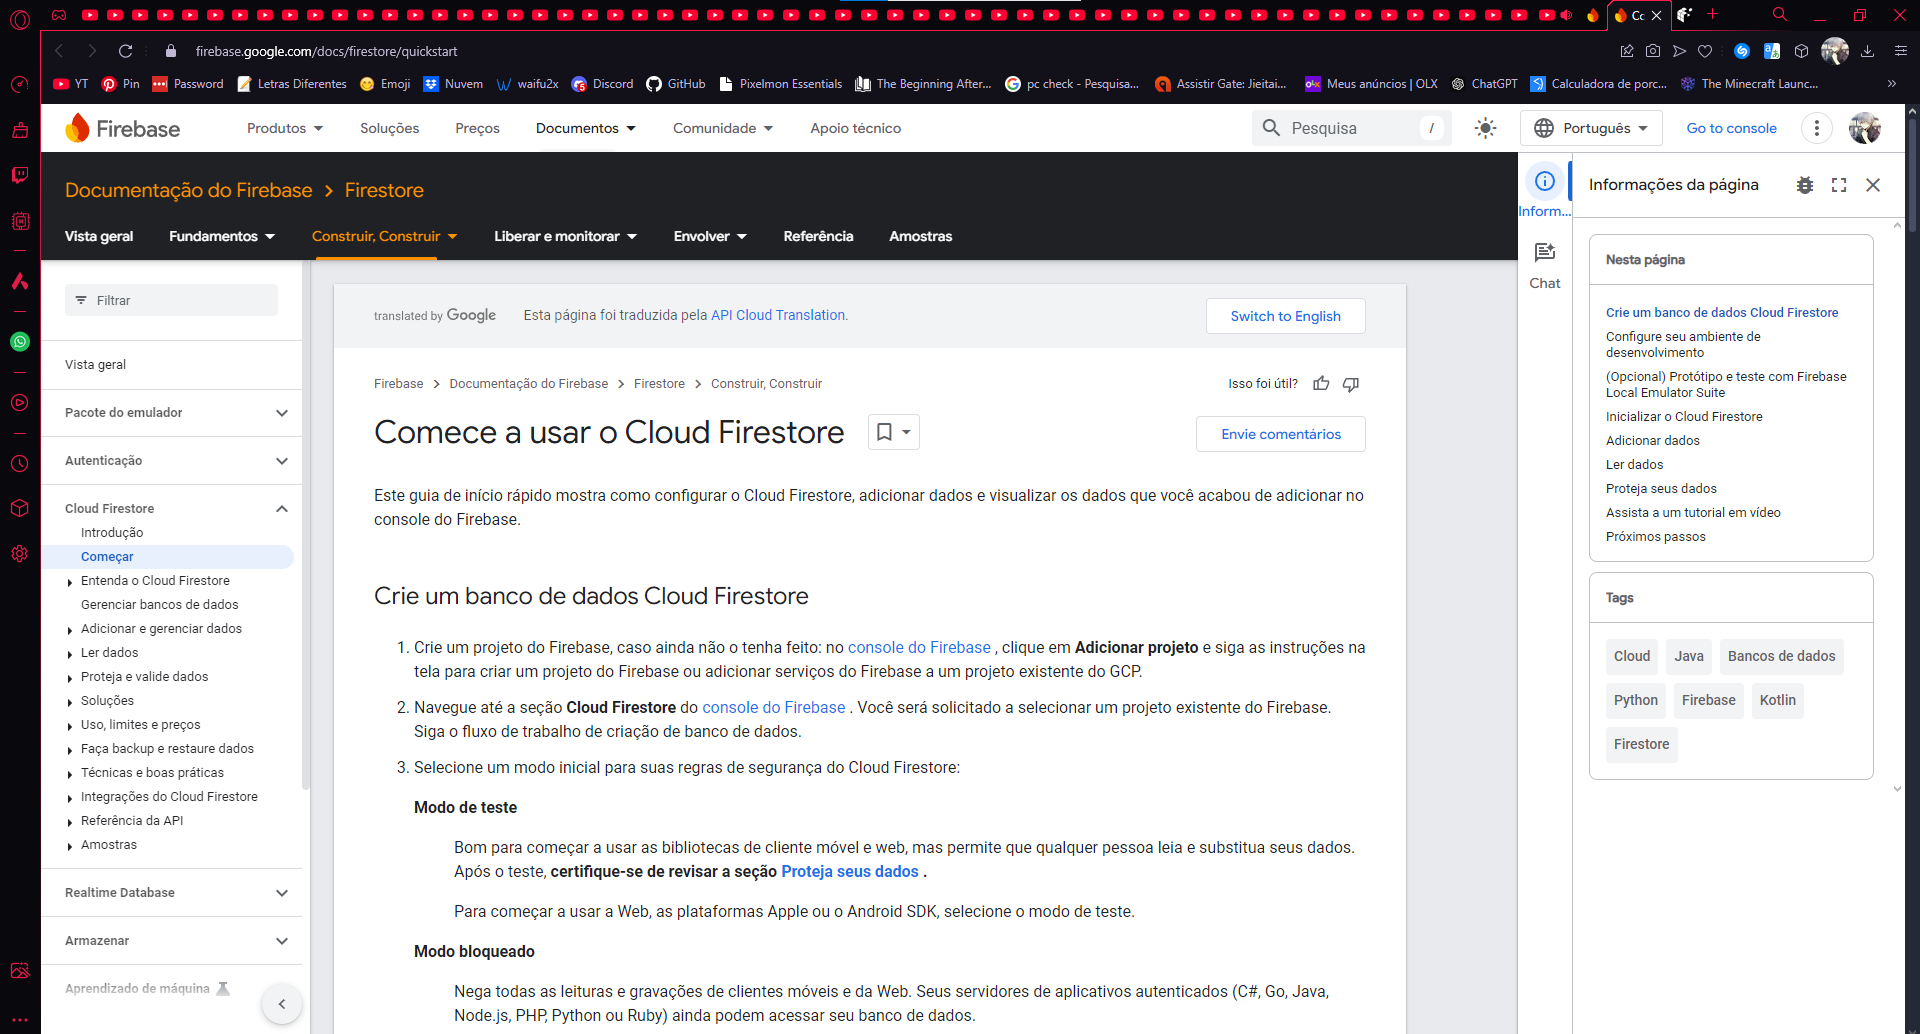 Cc
firebase.google.com/docs/firestore/quickstart
YT
Pin
Password
Letras Diferentes
Emoji
Nuvem
waifu2x
Discord
GitHub
Pixelmon Essentials
The Beginning After...
pc check - Pesquisa...
Assistir Gate: Jieitai...
Meus anúncios | OLX
ChatGPT
Calculadora de porc...
The Minecraft Launc...
»
Firebase
Produtos
Soluções
Preços
Documentos
Comunidade
Apoio técnico
Pesquisa
/
Português
Go to console
Documentação do Firebase > Firestore
Vista geral
Fundamentos
Construir, Construir
Liberar e monitorar
Envolver
Referência
Amostras
Filtrar
Vista geral
Pacote do emulador
Autenticação
Cloud Firestore
Introdução
Começar
Entenda o Cloud Firestore
Gerenciar bancos de dados
Adicionar e gerenciar dados
Ler dados
Proteja e valide dados
Soluções
Uso, limites e preços
Faça backup e restaure dados
Técnicas e boas práticas
Integrações do Cloud Firestore
Referência da API
Amostras
Realtime Database
Armazenar
Aprendizado de máquina
translated by Google
Esta página foi traduzida pela API Cloud Translation.
Switch to English
Firebase > Documentação do Firebase > Firestore > Construir, Construir
Isso foi útil?
Comece a usar o Cloud Firestore
Envie comentários
Este guia de início rápido mostra como configurar o Cloud Firestore, adicionar dados e visualizar os dados que você acabou de adicionar no
console do Firebase.
Crie um banco de dados Cloud Firestore
1. Crie um projeto do Firebase, caso ainda não o tenha feito: no console do Firebase , clique em Adicionar projeto e siga as instruções na
tela para criar um projeto do Firebase ou adicionar serviços do Firebase a um projeto existente do GCP.
2. Navegue até a seção Cloud Firestore do console do Firebase . Você será solicitado a selecionar um projeto existente do Firebase.
Siga o fluxo de trabalho de criação de banco de dados.
3. Selecione um modo inicial para suas regras de segurança do Cloud Firestore:
Modo de teste
Bom para começar a usar as bibliotecas de cliente móvel e web, mas permite que qualquer pessoa leia e substitua seus dados.
Após o teste, certifique-se de revisar a seção Proteja seus dados .
Para começar a usar a Web, as plataformas Apple ou o Android SDK, selecione o modo de teste.
Modo bloqueado
Nega todas as leituras e gravações de clientes móveis e da Web. Seus servidores de aplicativos autenticados (C#, Go, Java,
Node.js, PHP, Python ou Ruby) ainda podem acessar seu banco de dados.
Inform...
Chat
Informações da página
Nesta página
Crie um banco de dados Cloud Firestore
Configure seu ambiente de
desenvolvimento
(Opcional) Protótipo e teste com Firebase
Local Emulator Suite
Inicializar o Cloud Firestore
Adicionar dados
Ler dados
Proteja seus dados
Assista a um tutorial em vídeo
Próximos passos
Tags
Cloud
Java
Bancos de dados
Python
Firebase
Kotlin
Firestore